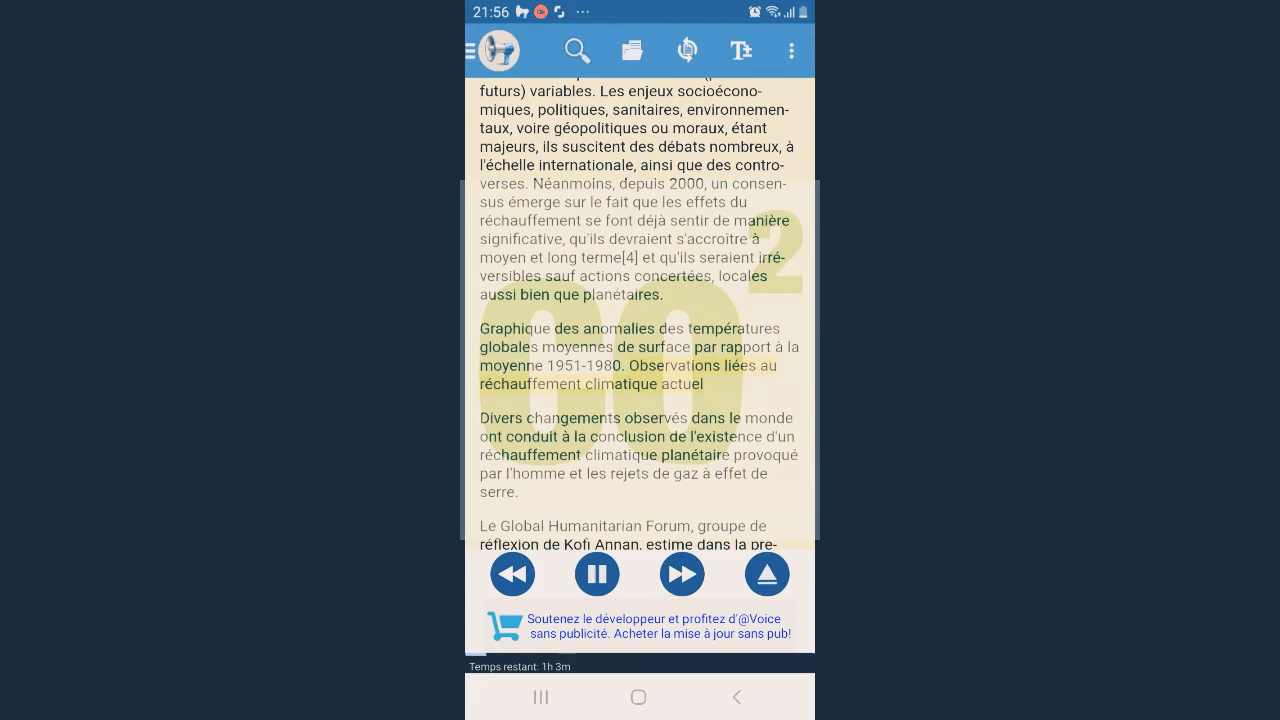 21:56
futurs) variables. Les enjeux socioécono-
miques, politiques, sanitaires, environnemen-
taux, voire géopolitiques ou moraux, étant
majeurs, ils suscitent des débats nombreux, à
l'échelle internationale, ainsi que des contro-
verses. Néanmoins, depuis 2000, un consen-
sus émerge sur le fait que les effets du
réchauffement se font déjà sentir de manière
significative, qu'ils devraient s'accroître à
moyen et long terme[4] et qu'ils seraient irré-
versibles sauf actions concertées, locales
aussi bien que planétaires.
Graphique des anomalies des températures
globales moyennes de surface par rapport à la
moyenne 1951-1980. Observations liées au
réchauffement climatique actuel
Divers changements observés dans le monde
ont conduit à la conclusion de l'existence d'un
réchauffement climatique planétaire provoqué
par l'homme et les rejets de gaz à effet de
serre.
Le Global Humanitarian Forum, groupe de
réflexion de Kofi Annan, estime dans la pre-
CO2
Soutenez le développeur et profitez d'@Voice
sans publicité. Acheter la mise à jour sans pub!
Temps restant: 1h 3m